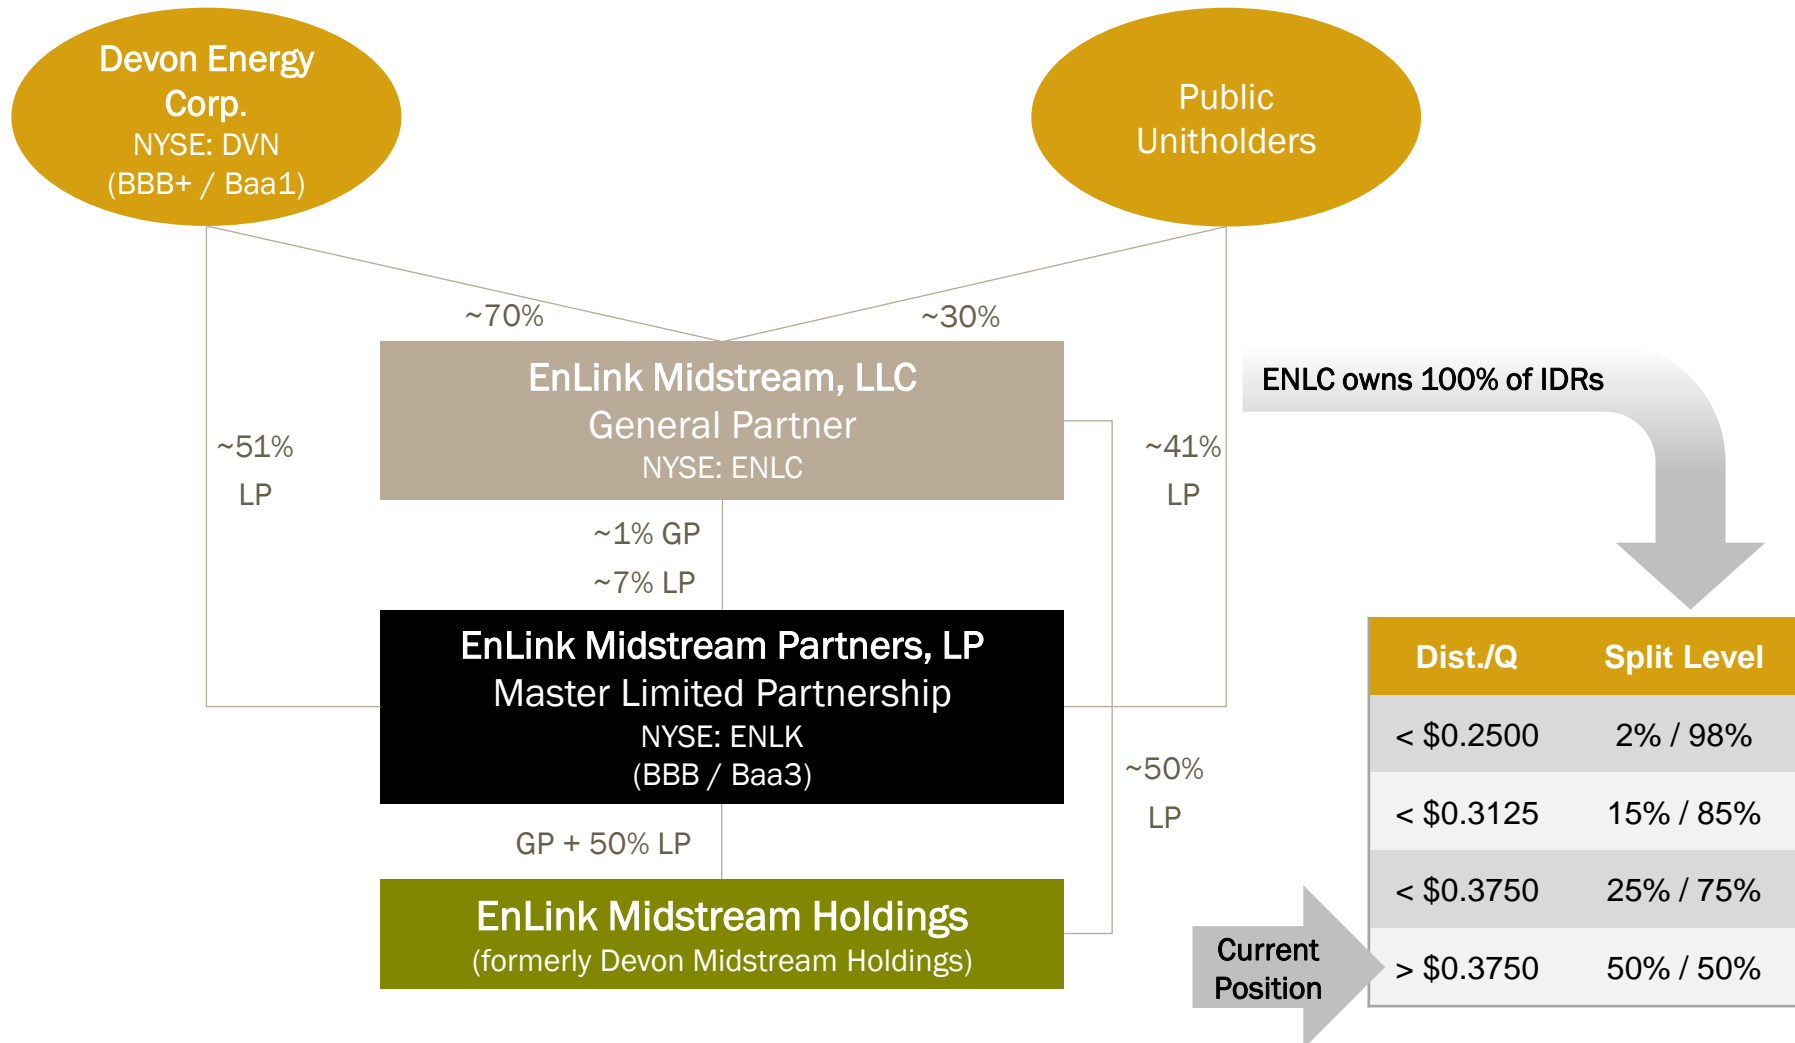 Devon Energy
Corp.
NYSE: DVN
(BBB+ / Baa1)
Public
Unitholders
~70%
~30%
EnLink Midstream, LLC
General Partner
NYSE: ENLC
ENLC owns 100% of IDRs
~51%
LP
~41%
LP
~1% GP
~7% LP
EnLink Midstream Partners, LP
Master Limited Partnership
NYSE: ENLK
(BBB / Baa3)
~50%
LP
GP + 50% LP
EnLink Midstream Holdings
(formerly Devon Midstream Holdings)
Dist./Q Split Level
< $0.2500 2% / 98%
< $0.3125 15% / 85%
< $0.3750 25% / 75%
> $0.3750 50% / 50%
Current
Position